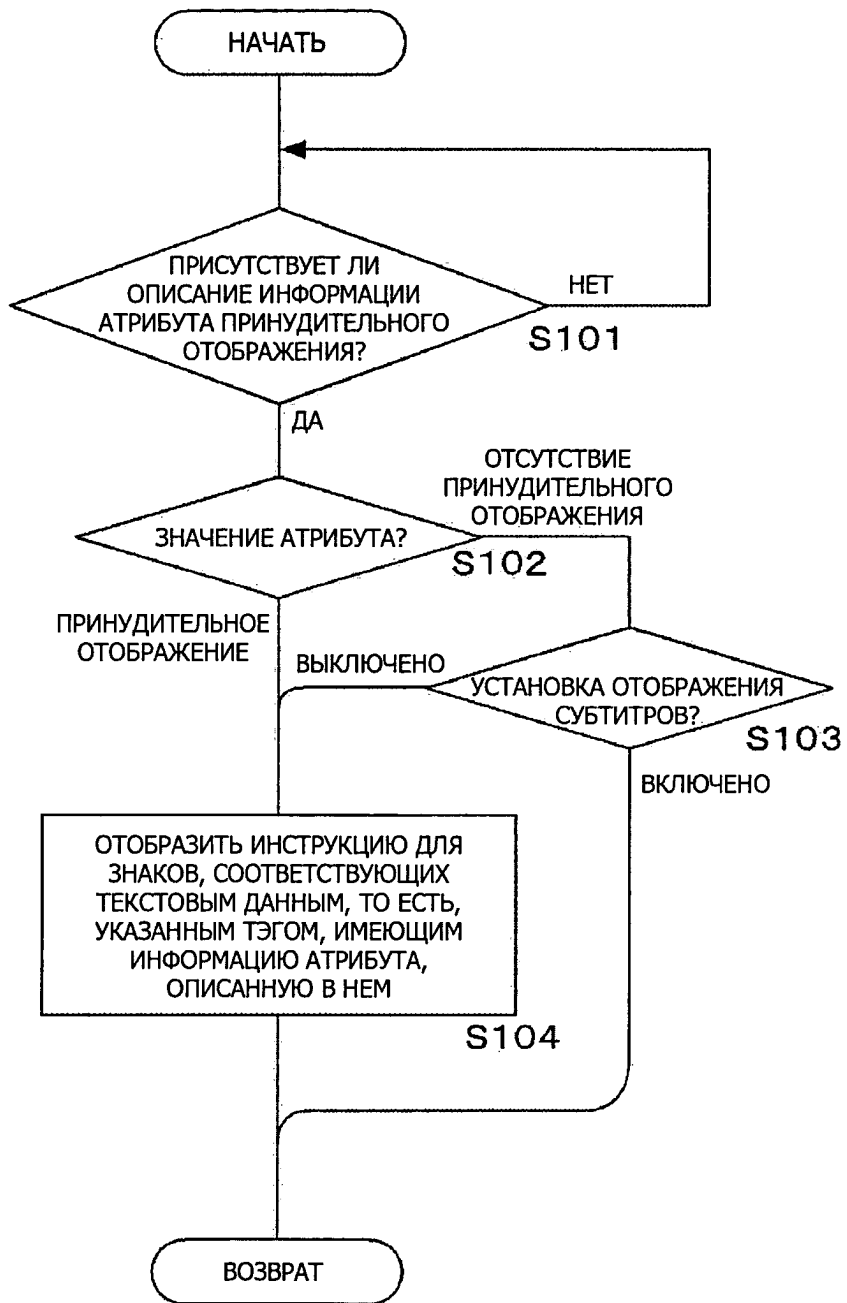 НАЧАТЬ
ПРИСУТСТВУЕТ ЛИ
ОПИСАНИЕ ИНФОРМАЦИИ
АТРИБУТА ПРИНУДИТЕЛЬНОГО
ОТОБРАЖЕНИЯ?
НЕТ
S101
ДА
ОТСУТСТВИЕ
ПРИНУДИТЕЛЬНОГО
ОТОБРАЖЕНИЯ
ЗНАЧЕНИЕ АТРИБУТА?
S102
ПРИНУДИТЕЛЬНОЕ
ОТОБРАЖЕНИЕ
ВЫКЛЮЧЕНО
УСТАНОВКА ОТОБРАЖЕНИЯ
СУБТИТРОВ?
S103
ВКЛЮЧЕНО
ОТОБРАЗИТЬ ИНСТРУКЦИЮ ДЛЯ
ЗНАКОВ, СООТВЕТСТВУЮЩИХ
ТЕКСТОВЫМ ДАННЫМ, ТО ЕСТЬ,
УКАЗАННЫМ ТЭГОМ, ИМЕЮЩИМ
ИНФОРМАЦИЮ АТРИБУТА,
ОПИСАННУЮ В НЕМ
S104
ВОЗВРАТ